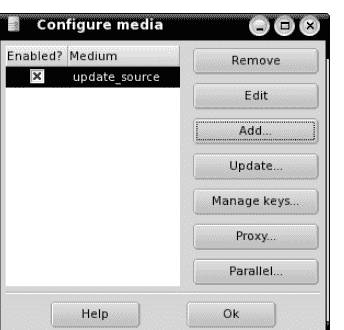 Configure media
Enabled? Medium
update_source
Remove
Edit
Add...
Update...
Manage keys...
Proxy...
Parallel...
Help
Ok